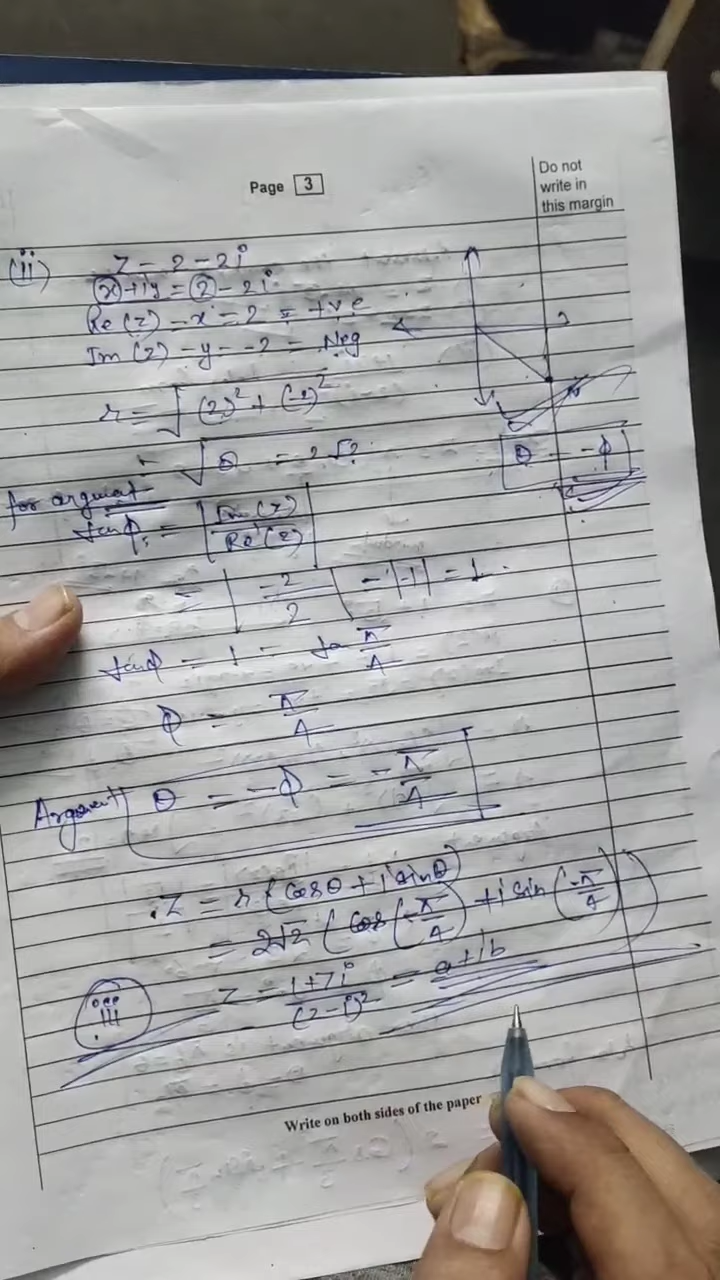 Page 3
Do not
write in
this margin
(ii) z = 2 - 2i
x + iy = 2 - 2i
Re(z) = x = 2 = +ve
Im(z) = y = -2 = Neg
r = √(2)² + (-2)²
= √8 = 2√2
θ = -φ
for argument
tanφ = |Im(z)/Re(z)|
= |-2/2| = |-1| = 1
tanφ = 1 = tan π/4
φ = π/4
Argument θ = -φ = -π/4
z = r(cosθ + i sinθ)
= 2√2 (cos(-π/4) + i sin(-π/4))
iii z = 1+7i/(2-i)² = a+ib
Write on both sides of the paper